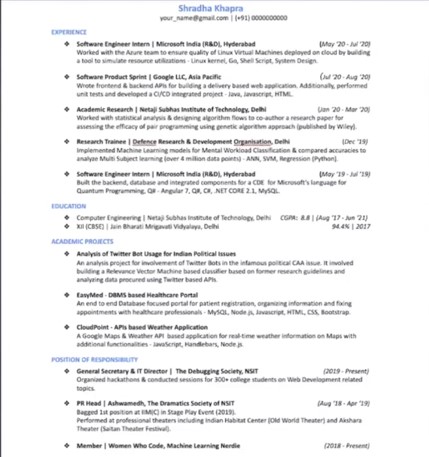 Shradha Khapra
your_name@gmail.com | (+91) 0000000000
EXPERIENCE
❖ Software Engineer Intern | Microsoft India (R&D), Hyderabad (May '20 - Jul '20)
Worked with the Azure team to ensure quality of Linux Virtual Machines deployed on cloud by building
a tool to simulate resource utilizations - Linux kernel, Go, Shell Script, System Design.
❖ Software Product Sprint | Google LLC, Asia Pacific (Jul '20 - Aug '20)
Wrote frontend & backend APIs for building a delivery based web application. Additionally, performed
unit tests and developed a CI/CD integrated project - Java, Javascript, HTML.
❖ Academic Research | Netaji Subhas Institute of Technology, Delhi (Jan '20 - Mar '20)
Worked with statistical analysis & designing algorithm flows to co-author a research paper for
assessing the efficacy of pair programming using genetic algorithm approach (published by Wiley).
❖ Research Trainee | Defence Research & Development Organisation, Delhi (Dec '19)
Implemented Machine Learning models for Mental Workload Classification & compared accuracies to
analyze Multi Subject learning (over 4 million data points) - ANN, SVM, Regression (Python).
❖ Software Engineer Intern | Microsoft India (R&D), Hyderabad (May '19 - Jul '19)
Built the backend, database and integrated components for a CDE for Microsoft's language for
Quantum Programming, Q# - Angular 7, Q#, C#, .NET CORE 2.1, MySQL.
EDUCATION
❖ Computer Engineering | Netaji Subhas Institute of Technology, Delhi CGPA: 8.8 | (Aug '17 - Jun '21)
❖ XII (CBSE) | Jain Bharati Mrigavati Vidyalaya, Delhi 94.4% | 2017
ACADEMIC PROJECTS
❖ Analysis of Twitter Bot Usage for Indian Political Issues
An analysis project for involvement of Twitter Bots in the infamous political CAA issue. It involved
building a Relevance Vector Machine based classifier based on former research guidelines and
analyzing data procured using Twitter based APIs.
❖ EasyMed - DBMS based Healthcare Portal
An end to end Database focused portal for patient registration, organizing information and fixing
appointments with healthcare professionals - MySQL, Node.js, Javascript, HTML, CSS, Bootstrap.
❖ CloudPoint - APIs based Weather Application
A Google Maps & Weather API based application for real-time weather information on Maps with
additional functionalities - JavaScript, Handlebars, Node.js.
POSITION OF RESPONSIBILITY
❖ General Secretary & IT Director | The Debugging Society, NSIT (2019 - Present)
Organized hackathons & conducted sessions for 300+ college students on Web Development related
topics.
❖ PR Head | Ashwamedh, The Dramatics Society of NSIT (Aug '18 - Apr '19)
Bagged 1st position at IIM(C) in Stage Play Event (2019).
Performed at professional theatres including Indian Habitat Center (Old World Theater) and Akshara
Theater (Saitan Theater Festival).
❖ Member | Women Who Code, Machine Learning Nerdie (2018 - Present)